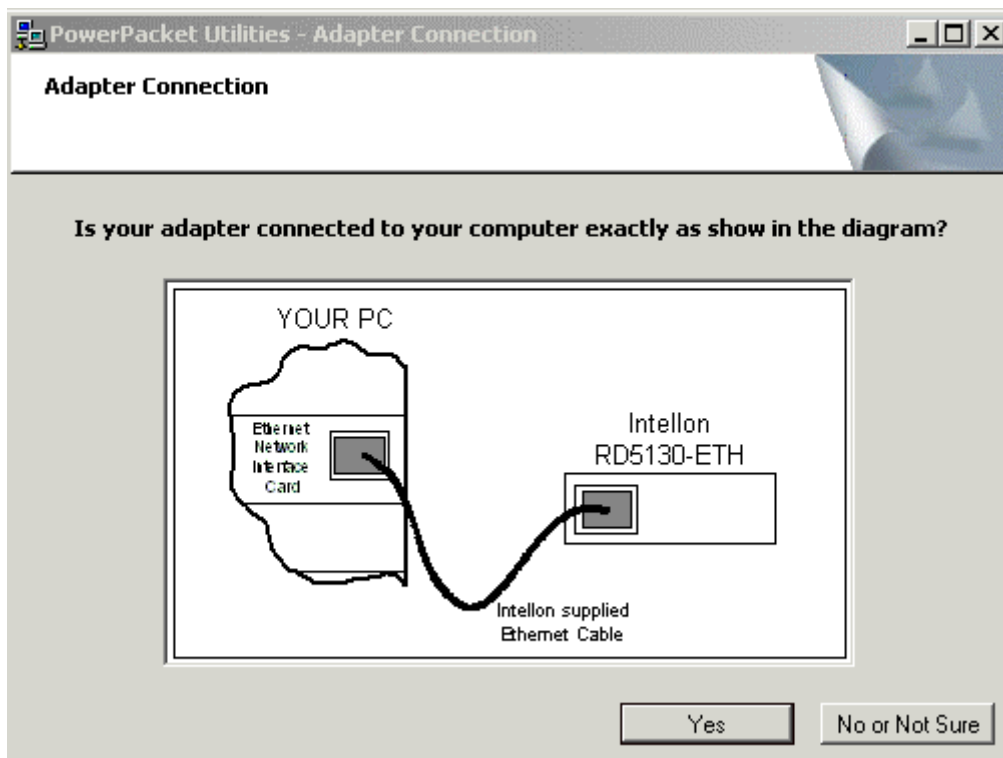 PowerPacket Utilities - Adapter Connection
Adapter Connection
Is your adapter connected to your computer exactly as show in the diagram?
YOUR PC
Ethernet
Network
Interface
Card
Intellon
RD5130-ETH
Intellon supplied
Ethernet Cable
Yes
No or Not Sure